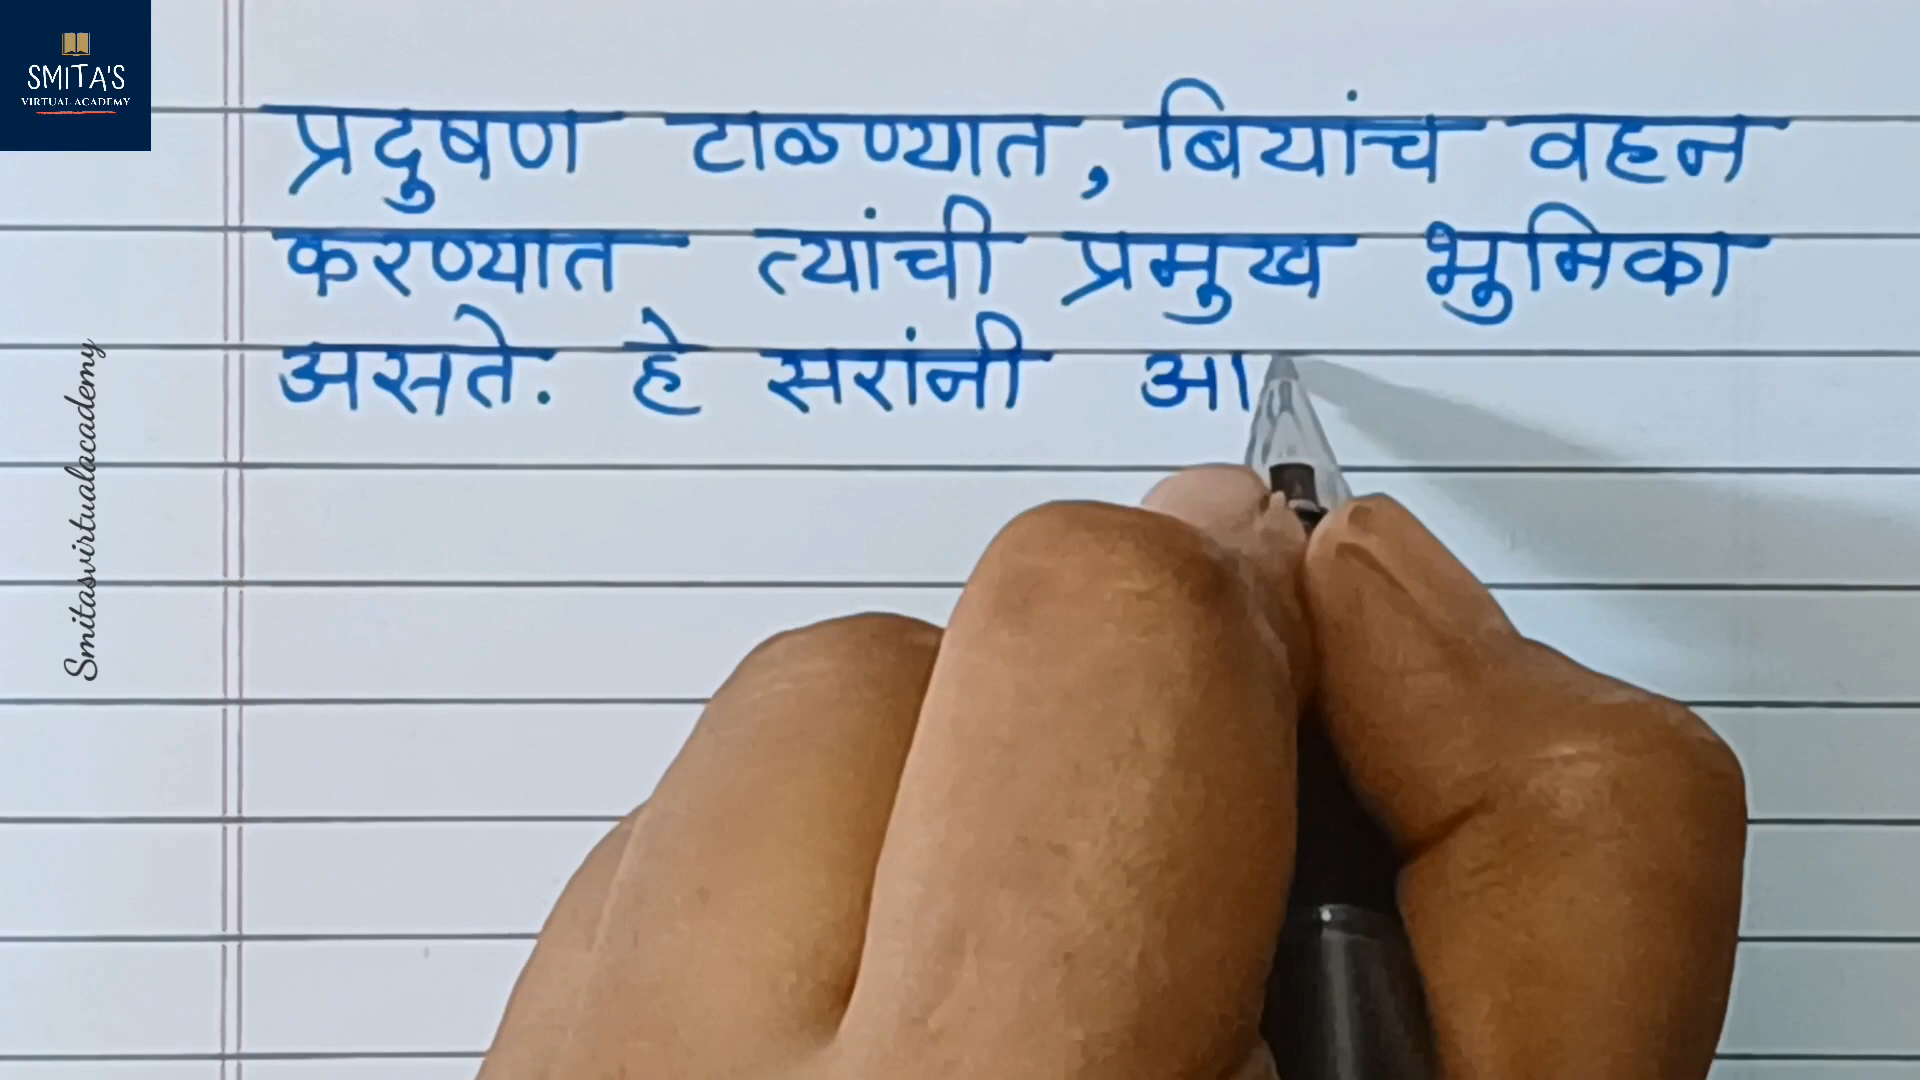 SMITA'S
VIRTUAL ACADEMY
Smitasvirtualacademy
प्रदुषण टाळण्यात, बियांच वहन
करण्यात त्यांची प्रमुख भुमिका
असते. हे सरांनी आ